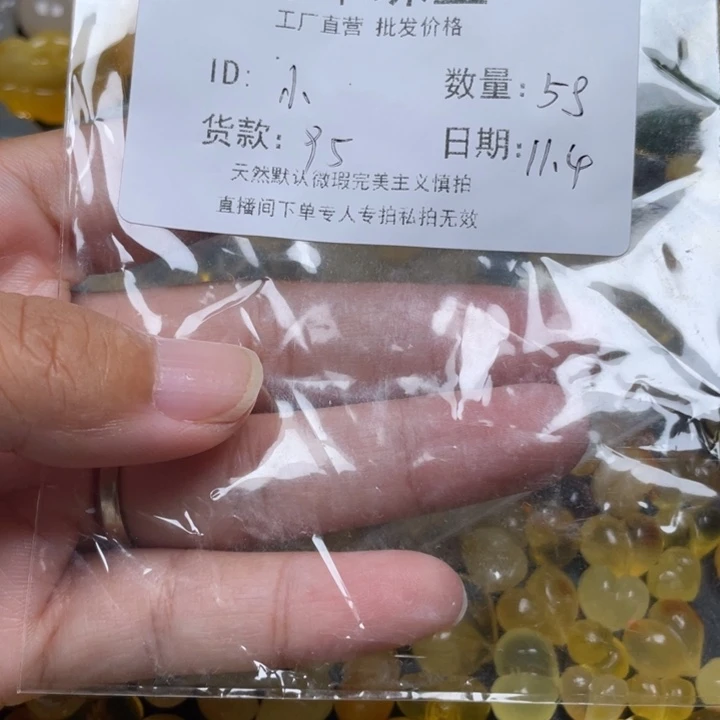 工厂直营 批发价格
ID: 小 数量: 59
货款: 95 日期: 11.4
天然默认微瑕完美主义慎拍
直播间下单专人专拍私拍无效